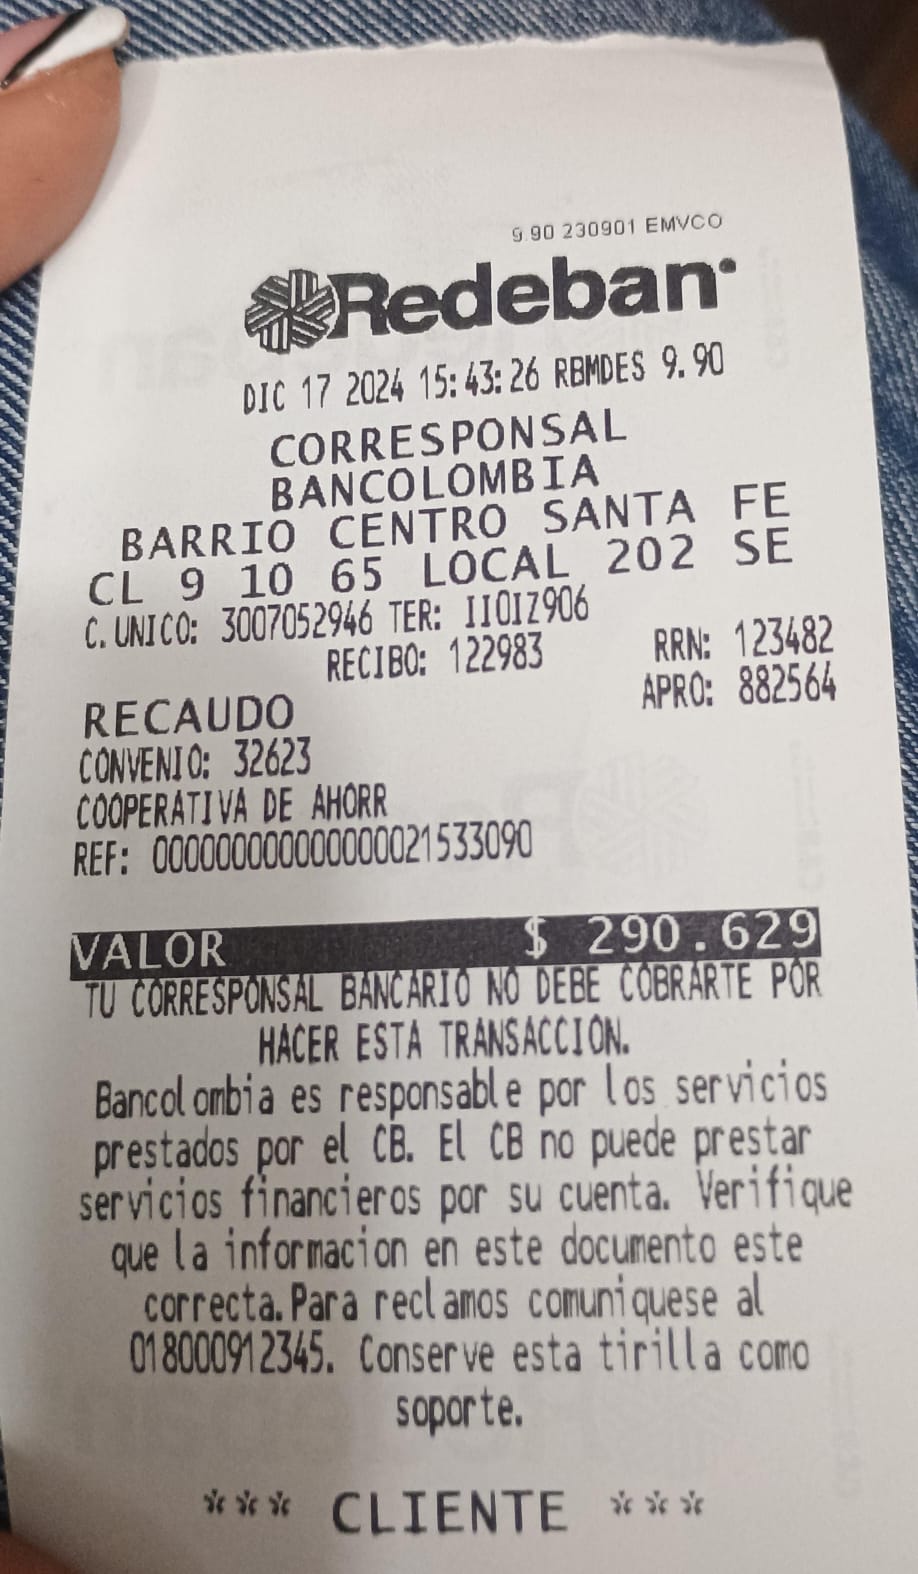 9.90 230901 EMVCO
Redeban
DIC 17 2024 15:43:26 RBMDES 9.90
CORRESPONSAL
BANCOLOMBIA
BARRIO CENTRO SANTA FE
CL 9 10 65 LOCAL 202 SE
C. UNICO: 3007052946 TER: IIOIZ906
RECIBO: 122983 RRN: 123482
RECAUDO APRO: 882564
CONVENIO: 32623
COOPERATIVA DE AHORR
REF: 0000000000000000021533090
VALOR $ 290.629
TU CORRESPONSAL BANCARIO NO DEBE COBRARTE POR
HACER ESTA TRANSACCION.
Bancolombia es responsable por los servicios
prestados por el CB. El CB no puede prestar
servicios financieros por su cuenta. Verifique
que la informacion en este documento este
correcta.Para reclamos comuniquese al
018000912345. Conserve esta tirilla como
soporte.
*** CLIENTE ***